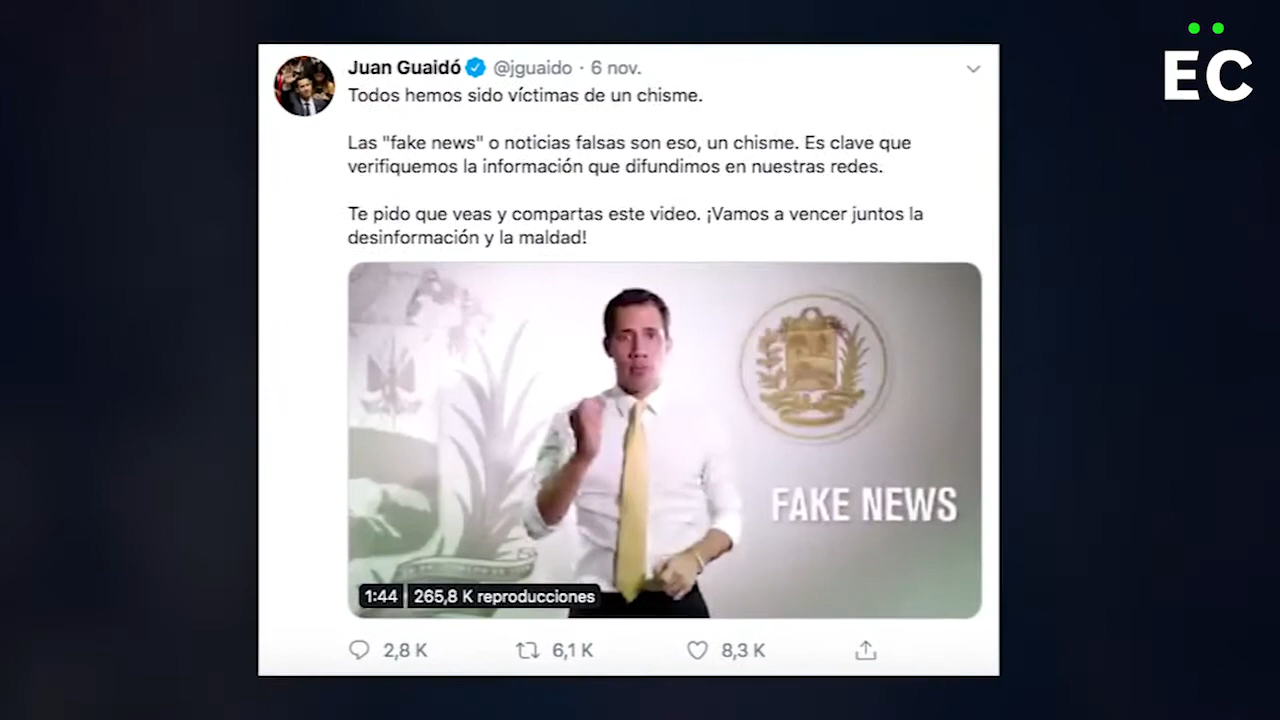 ËC
Juan Guaidó @jguaido · 6 nov.
Todos hemos sido víctimas de un chisme.
Las "fake news" o noticias falsas son eso, un chisme. Es clave que
verifiquemos la información que difundimos en nuestras redes.
Te pido que veas y compartas este video. ¡Vamos a vencer juntos la
desinformación y la maldad!
FAKE NEWS
1:44 265,8 K reproducciones
2,8 K 6,1 K 8,3 K